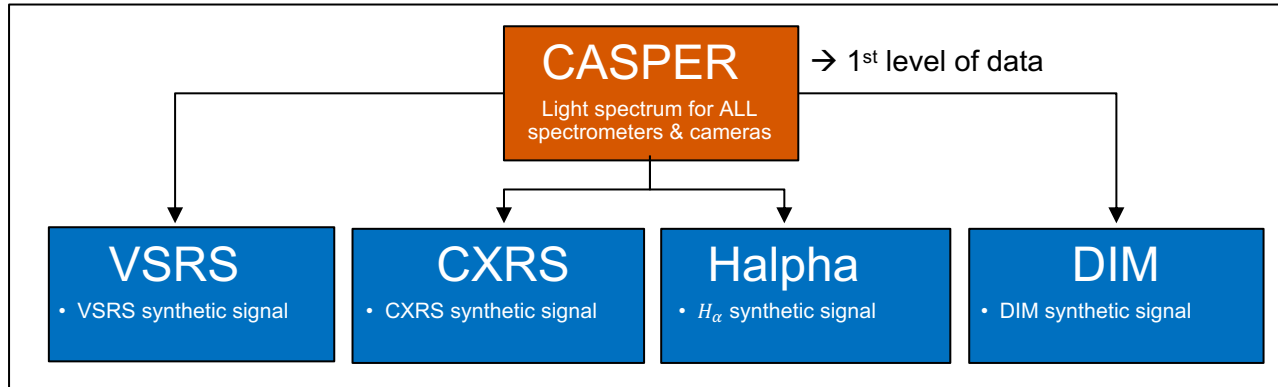 CASPER
→ 1st level of data
Light spectrum for ALL
spectrometers & cameras
VSRS
• VSRS synthetic signal
CXRS
• CXRS synthetic signal
Halpha
• Hα synthetic signal
DIM
• DIM synthetic signal